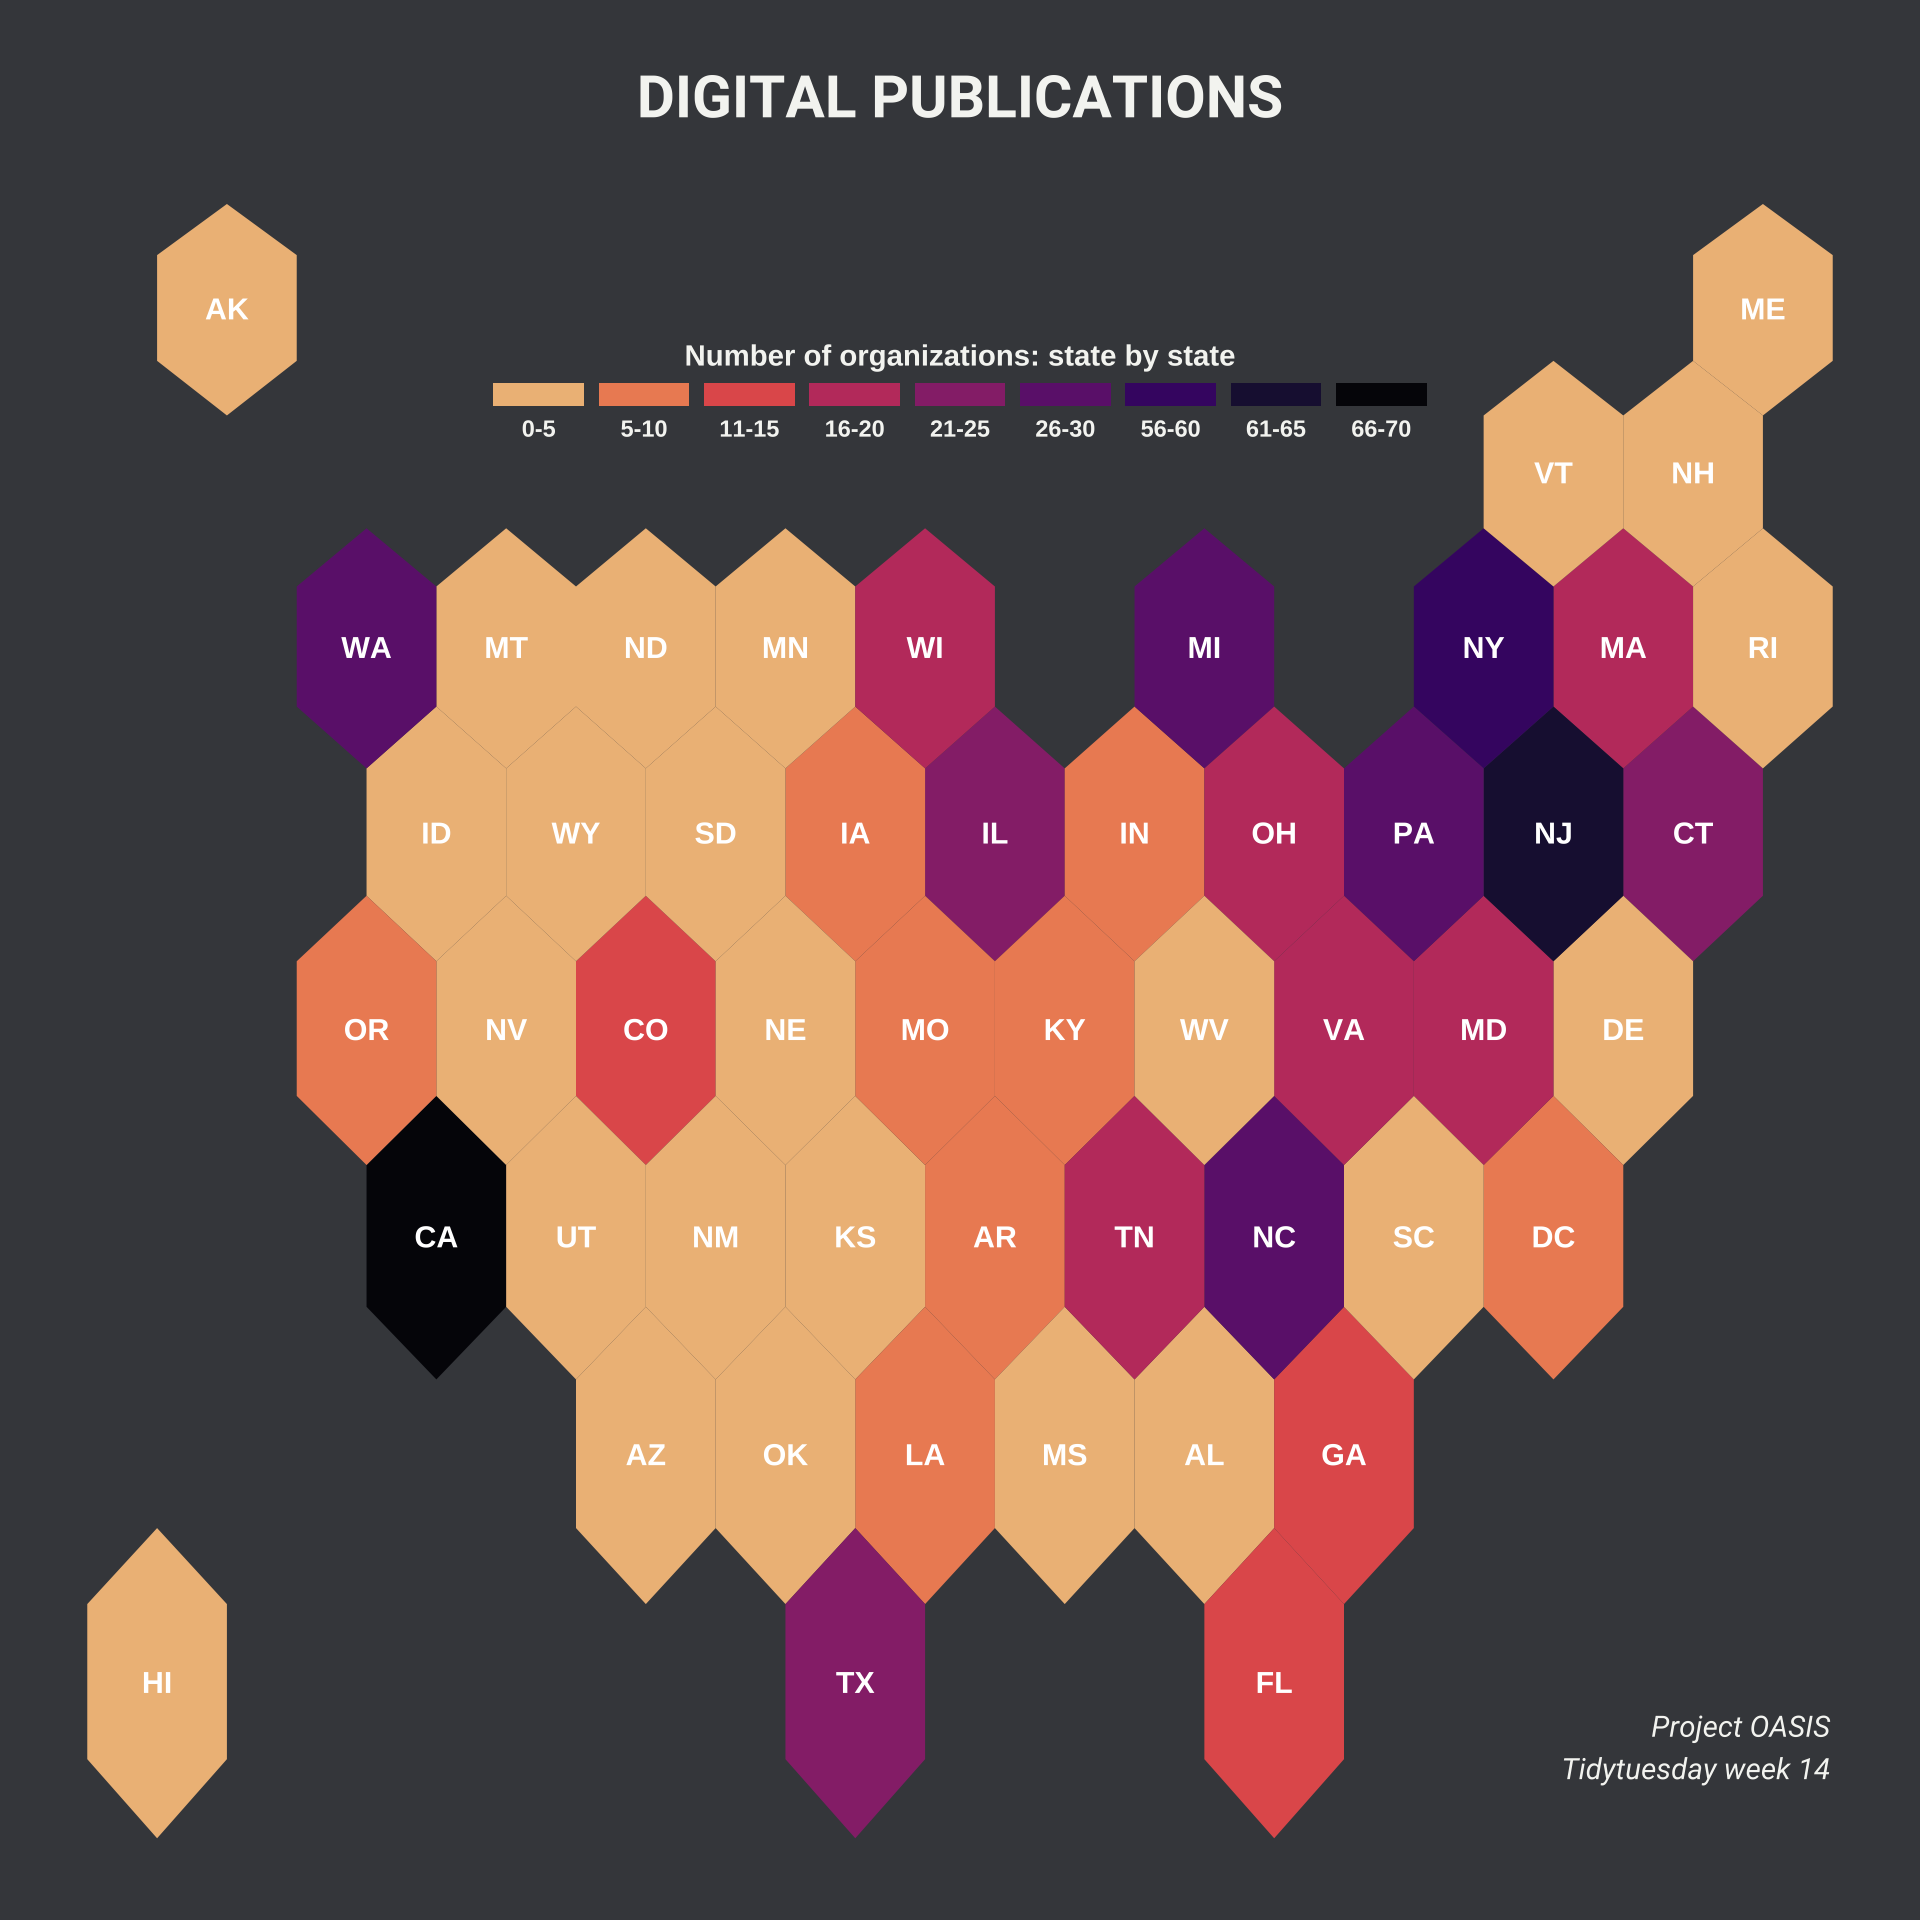 DIGITAL PUBLICATIONS
AK
ME
Number of organizations: state by state
0-5 5-10 11-15 16-20 21-25 26-30 56-60 61-65 66-70
VT NH
WA MT ND MN WI MI NY MA RI
ID WY SD IA IL IN OH PA NJ CT
OR NV CO NE MO KY WV VA MD DE
CA UT NM KS AR TN NC SC DC
AZ OK LA MS AL GA
HI TX FL
Project OASIS
Tidytuesday week 14